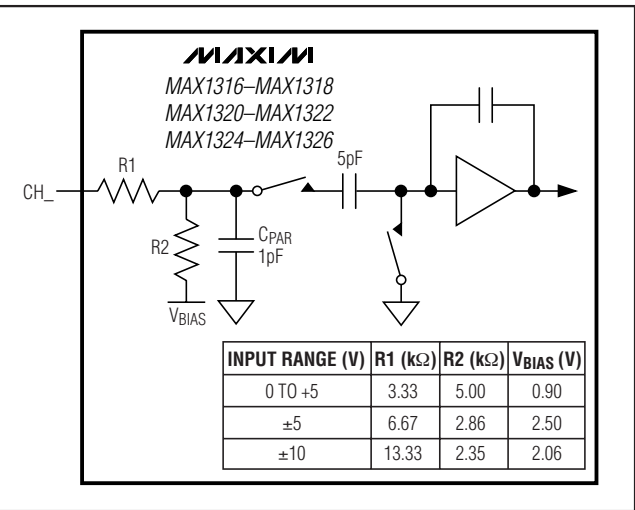 MAXIM
MAX1316–MAX1318
MAX1320–MAX1322
MAX1324–MAX1326
5pF
R1
CH_
R2
CPAR
1pF
VBIAS
INPUT RANGE (V) R1 (kΩ) R2 (kΩ) VBIAS (V)
0 TO +5 3.33 5.00 0.90
±5 6.67 2.86 2.50
±10 13.33 2.35 2.06